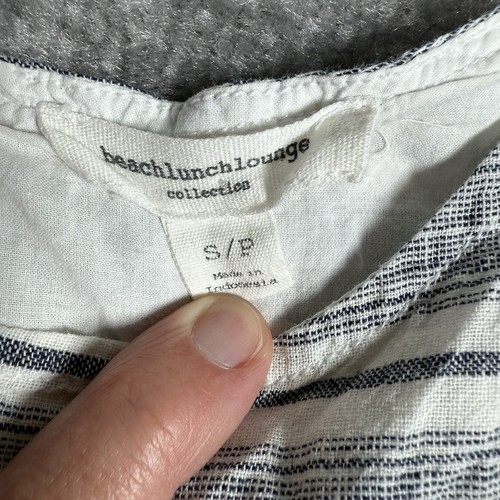 beachlunchlounge
collection
S/P
Made in
Indonesia